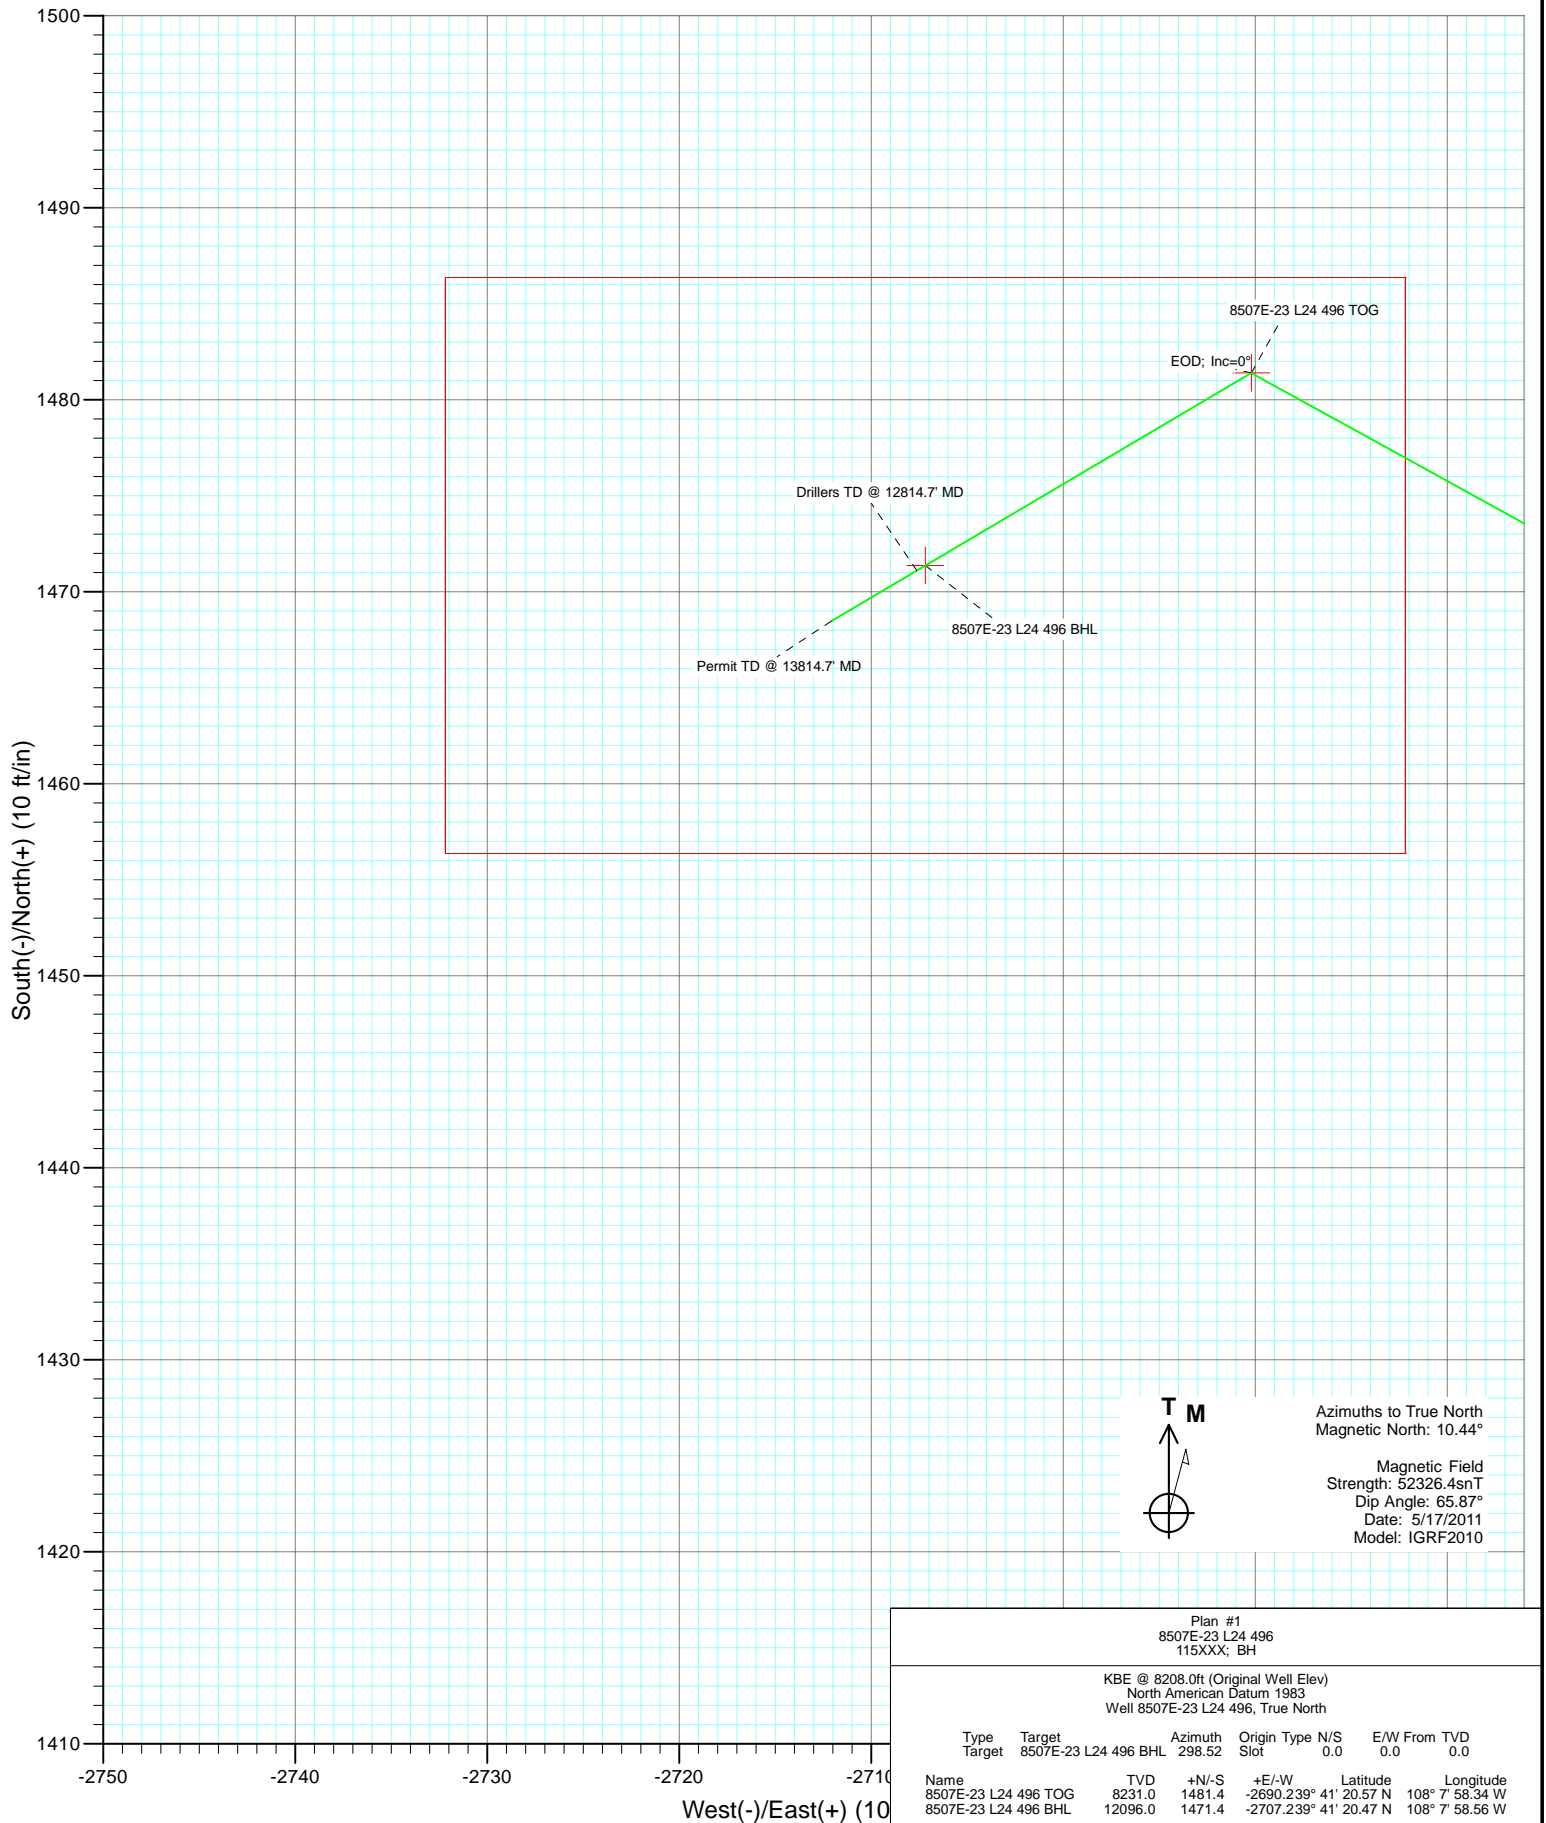 1500
1490
1480
1470
1460
1450
1440
1430
1420
1410
South(-)/North(+) (10 ft/in)
8507E-23 L24 496 TOG
EOD; Inc=0°
Drillers TD @ 12814.7' MD
8507E-23 L24 496 BHL
Permit TD @ 13814.7' MD
T M
Azimuths to True North
Magnetic North: 10.44°
Magnetic Field
Strength: 52326.4snT
Dip Angle: 65.87°
Date: 5/17/2011
Model: IGRF2010
-2750 -2740 -2730 -2720 -2710
West(-)/East(+) (10
Plan #1
8507E-23 L24 496
115XXX; BH
KBE @ 8208.0ft (Original Well Elev)
North American Datum 1983
Well 8507E-23 L24 496, True North
Type Target Azimuth Origin Type N/S E/W From TVD
Target 8507E-23 L24 496 BHL 298.52 Slot 0.0 0.0 0.0
Name TVD +N/-S +E/-W Latitude Longitude
8507E-23 L24 496 TOG 8231.0 1481.4 -2690.239° 41' 20.57 N 108° 7' 58.34 W
8507E-23 L24 496 BHL 12096.0 1471.4 -2707.239° 41' 20.47 N 108° 7' 58.56 W